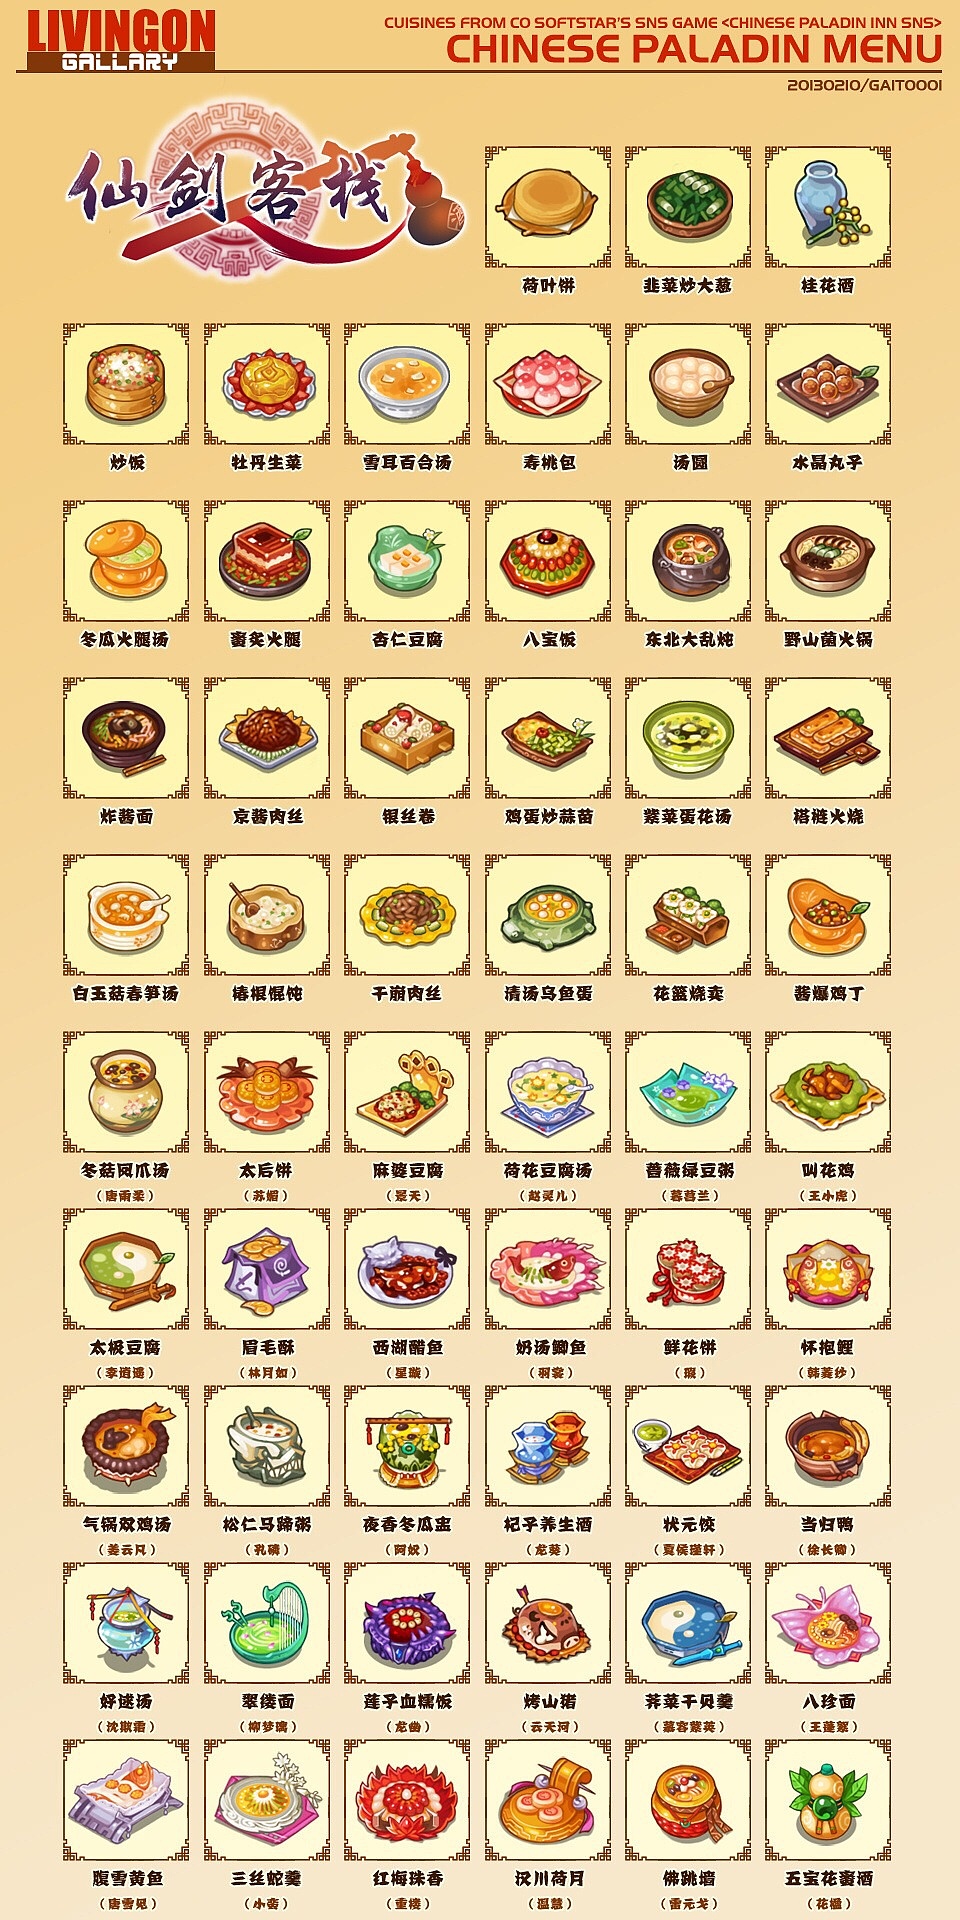 LIVINGON
GALLARY
CUISINES FROM CO SOFTSTAR'S SNS GAME <CHINESE PALADIN INN SNS>
CHINESE PALADIN MENU
20130210/GAITO001
仙剑客栈
荷叶饼 韭菜炒大葱 桂花酒
炒饭 牡丹生菜 雪耳百合汤 寿桃包 汤圆 水晶丸子
冬瓜火腿汤 蜜炙火腿 杏仁豆腐 八宝饭 东北大乱炖 野山菌火锅
炸酱面 京酱肉丝 银丝卷 鸡蛋炒蒜苗 紫菜蛋花汤 褡裢火烧
白玉菇春笋汤 椿根馄饨 干崩肉丝 清汤乌鱼蛋 花篮烧卖 酱爆鸡丁
冬菇凤爪汤 太后饼 麻婆豆腐 荷花豆腐汤 蔷薇绿豆粥 叫花鸡
（唐雨柔） （苏媚） （景天） （赵灵儿） （暮菖兰） （王小虎）
太极豆腐 眉毛酥 西湖醋鱼 奶汤鲫鱼 鲜花饼 怀抱鲤
（李逍遥） （林月如） （星璇） （羽裳） （瑕） （韩菱纱）
气锅双鸡汤 松仁马蹄粥 夜香冬瓜盅 杞子养生酒 状元饺 当归鸭
（姜云凡） （孔璘） （阿奴） （龙葵） （夏侯瑾轩） （徐长卿）
好逑汤 翠缕面 莲子血糯饭 烤山猪 荠菜干贝羹 八珍面
（沈欺霜） （柳梦璃） （龙幽） （云天河） （慕容紫英） （王蓬絮）
腹雪黄鱼 三丝蛇羹 红梅珠香 汉川荷月 佛跳墙 五宝花蜜酒
（唐雪见） （小蛮） （重楼） （温慧） （雷元戈） （花楹）